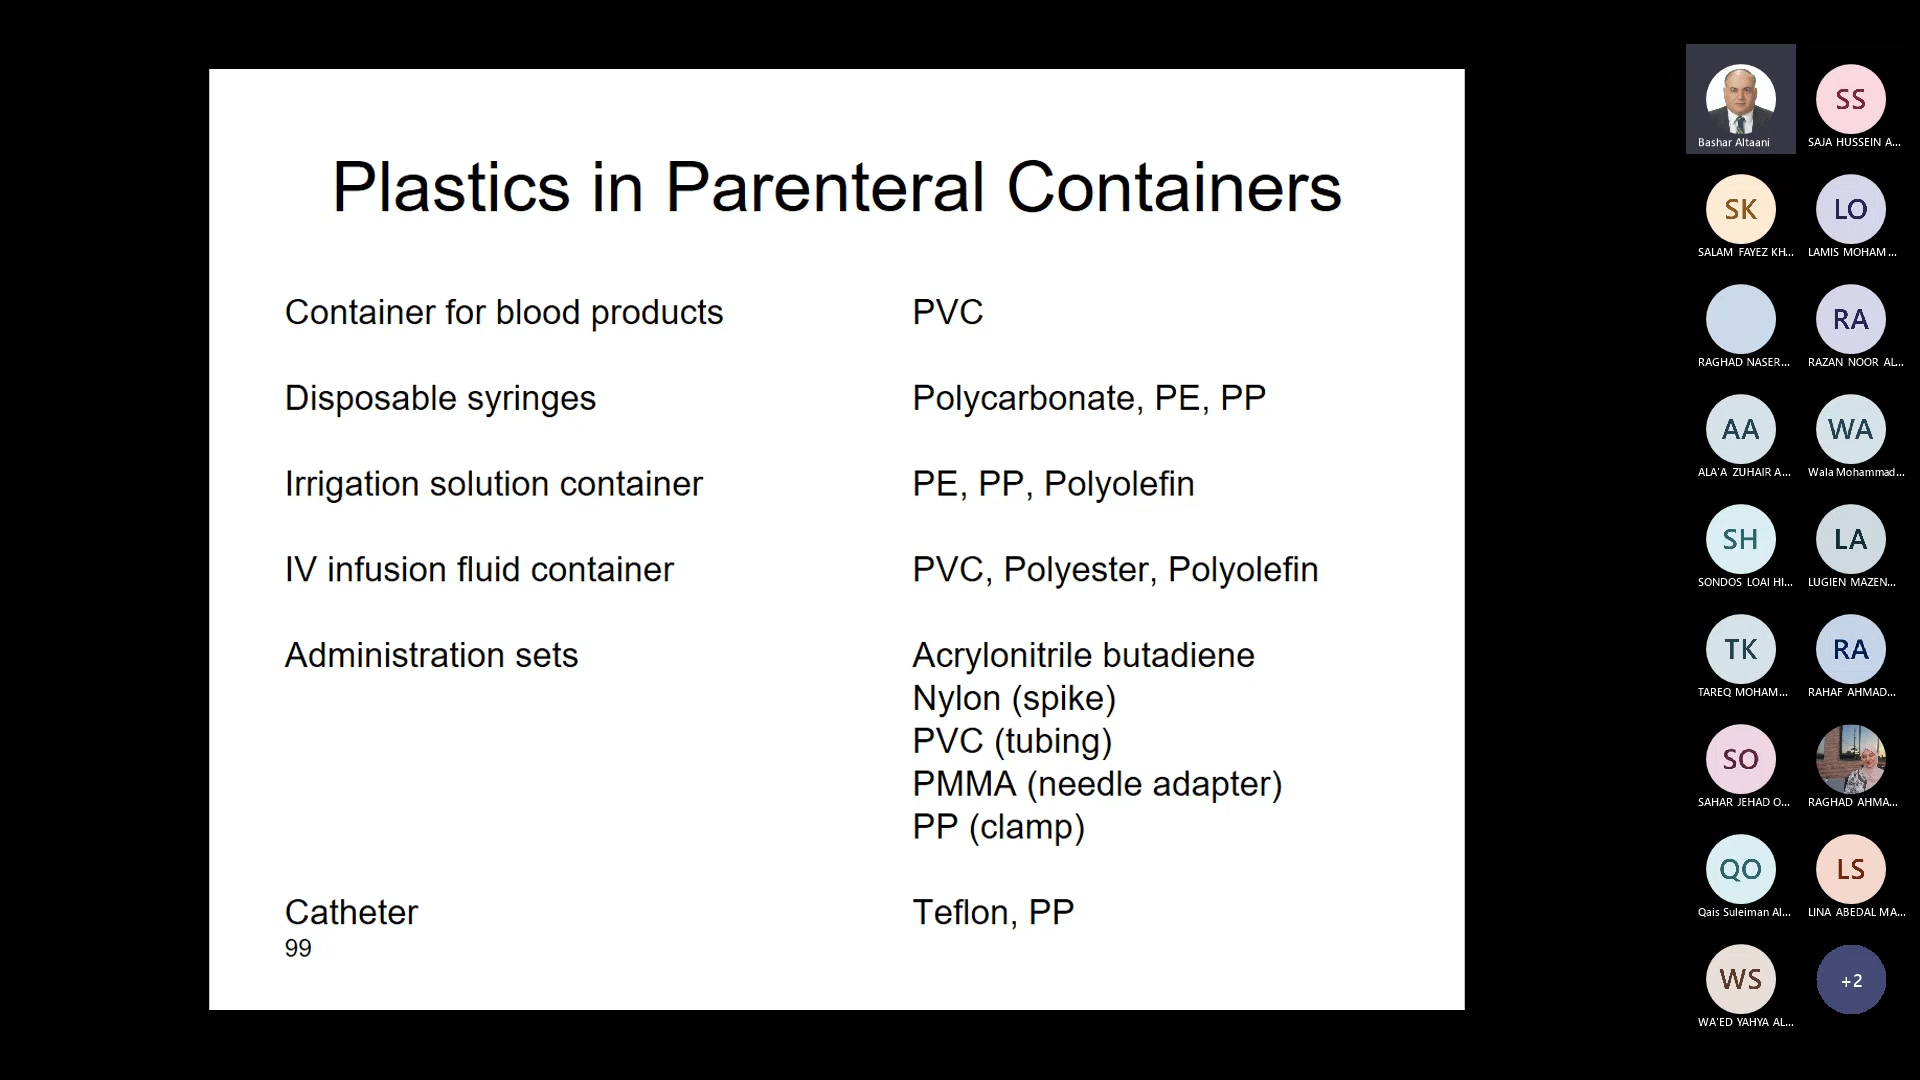 Plastics in Parenteral Containers
Container for blood products PVC
Disposable syringes Polycarbonate, PE, PP
Irrigation solution container PE, PP, Polyolefin
IV infusion fluid container PVC, Polyester, Polyolefin
Administration sets Acrylonitrile butadiene
Nylon (spike)
PVC (tubing)
PMMA (needle adapter)
PP (clamp)
Catheter Teflon, PP
99
Bashar Altaani
SS
SAJA HUSSEIN A...
SK
SALAM FAYEZ KH...
LO
LAMIS MOHAM...
RAGHAD NASER...
RA
RAZAN NOOR AL...
AA
ALA'A ZUHAIR A...
WA
Wala Mohammad...
SH
SONDOS LOAI HI...
LA
LUGIEN MAZEN...
TK
TAREQ MOHAM...
RA
RAHAF AHMAD...
SO
SAHAR JEHAD O...
RAGHAD AHMA...
QO
Qais Suleiman Al...
LS
LINA ABEDAL MA...
WS
WA'ED YAHYA AL...
+2